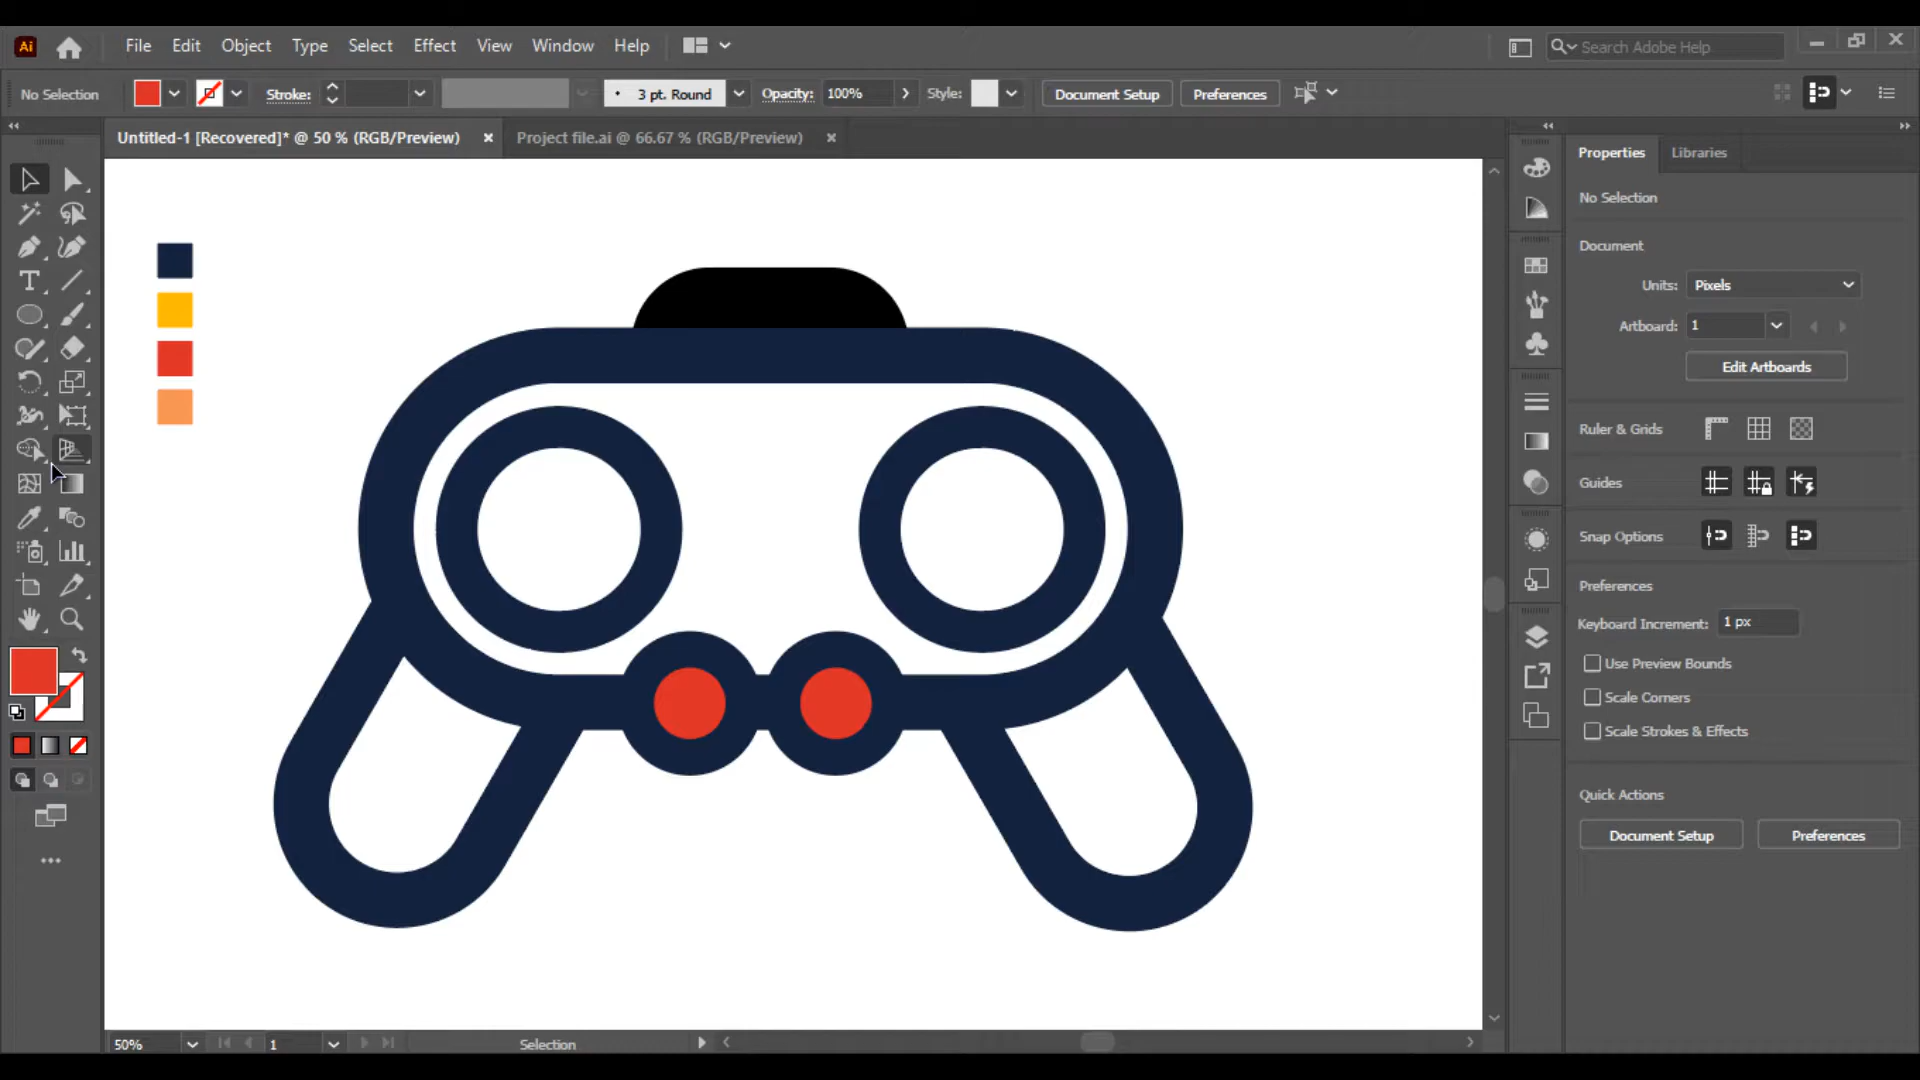 Ai File Edit Object Type Select Effect View Window Help Search Adobe Help
No Selection Stroke: 3 pt. Round Opacity: 100% Style: Document Setup Preferences
Untitled-1 [Recovered]* @ 50 % (RGB/Preview) × Project file.ai @ 66.67 % (RGB/Preview) ×
Properties Libraries
No Selection
Document
Units: Pixels
Artboard: 1
Edit Artboards
Ruler & Grids
Guides
Snap Options
Preferences
Keyboard Increment: 1 px
Use Preview Bounds
Scale Corners
Scale Strokes & Effects
Quick Actions
Document Setup Preferences
50% 1 Selection